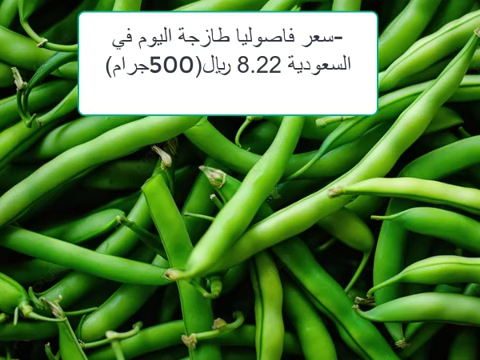 -سعر فاصوليا طازجة اليوم في
السعودية 8.22 ريال(500جرام)